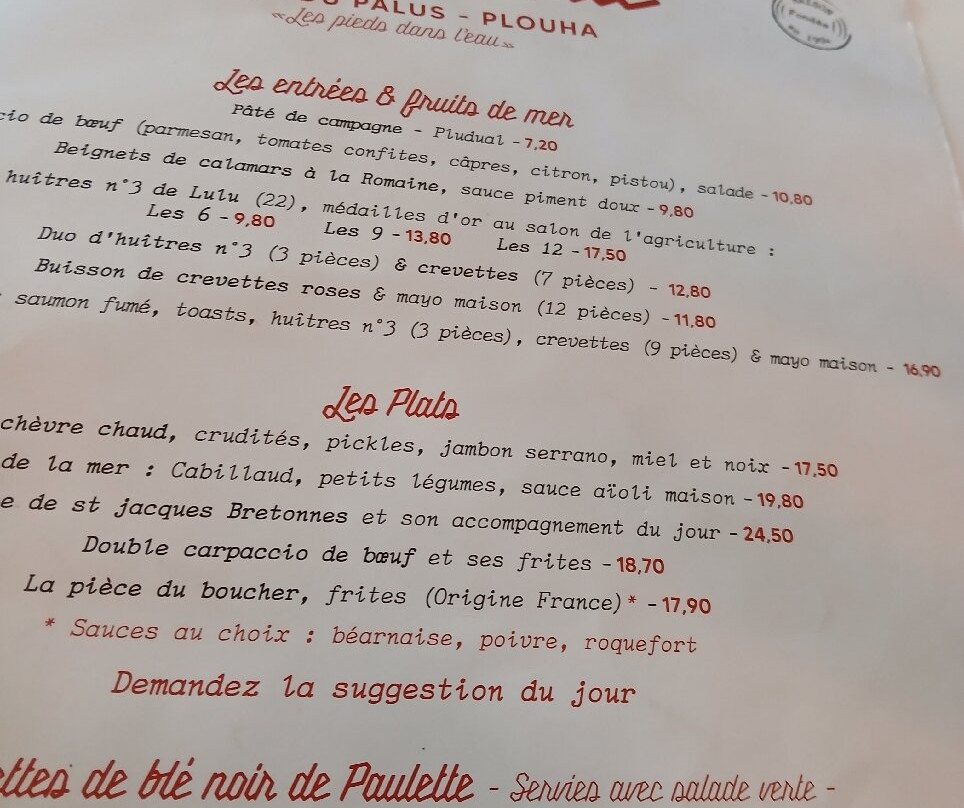 PALUS - PLOUHA
«Les pieds dans l'eau»
Les entrées & fruits de mer
Pâté de campagne - Pludual - 7,20
cio de bœuf (parmesan, tomates confites, câpres, citron, pistou), salade - 10,80
Beignets de calamars à la Romaine, sauce piment doux - 9,80
huîtres n°3 de Lulu (22), médailles d'or au salon de l'agriculture :
Les 6 - 9,80 Les 9 - 13,80 Les 12 - 17,50
Duo d'huîtres n°3 (3 pièces) & crevettes (7 pièces) - 12,80
Buisson de crevettes roses & mayo maison (12 pièces) - 11,80
saumon fumé, toasts, huîtres n°3 (3 pièces), crevettes (9 pièces) & mayo maison - 16,90
Les Plats
chèvre chaud, crudités, pickles, jambon serrano, miel et noix - 17,50
de la mer : Cabillaud, petits légumes, sauce aïoli maison - 19,80
e de st jacques Bretonnes et son accompagnement du jour - 24,50
Double carpaccio de bœuf et ses frites - 18,70
La pièce du boucher, frites (Origine France)* - 17,90
* Sauces au choix : béarnaise, poivre, roquefort
Demandez la suggestion du jour
ettes de blé noir de Paulette - Servies avec salade verte -